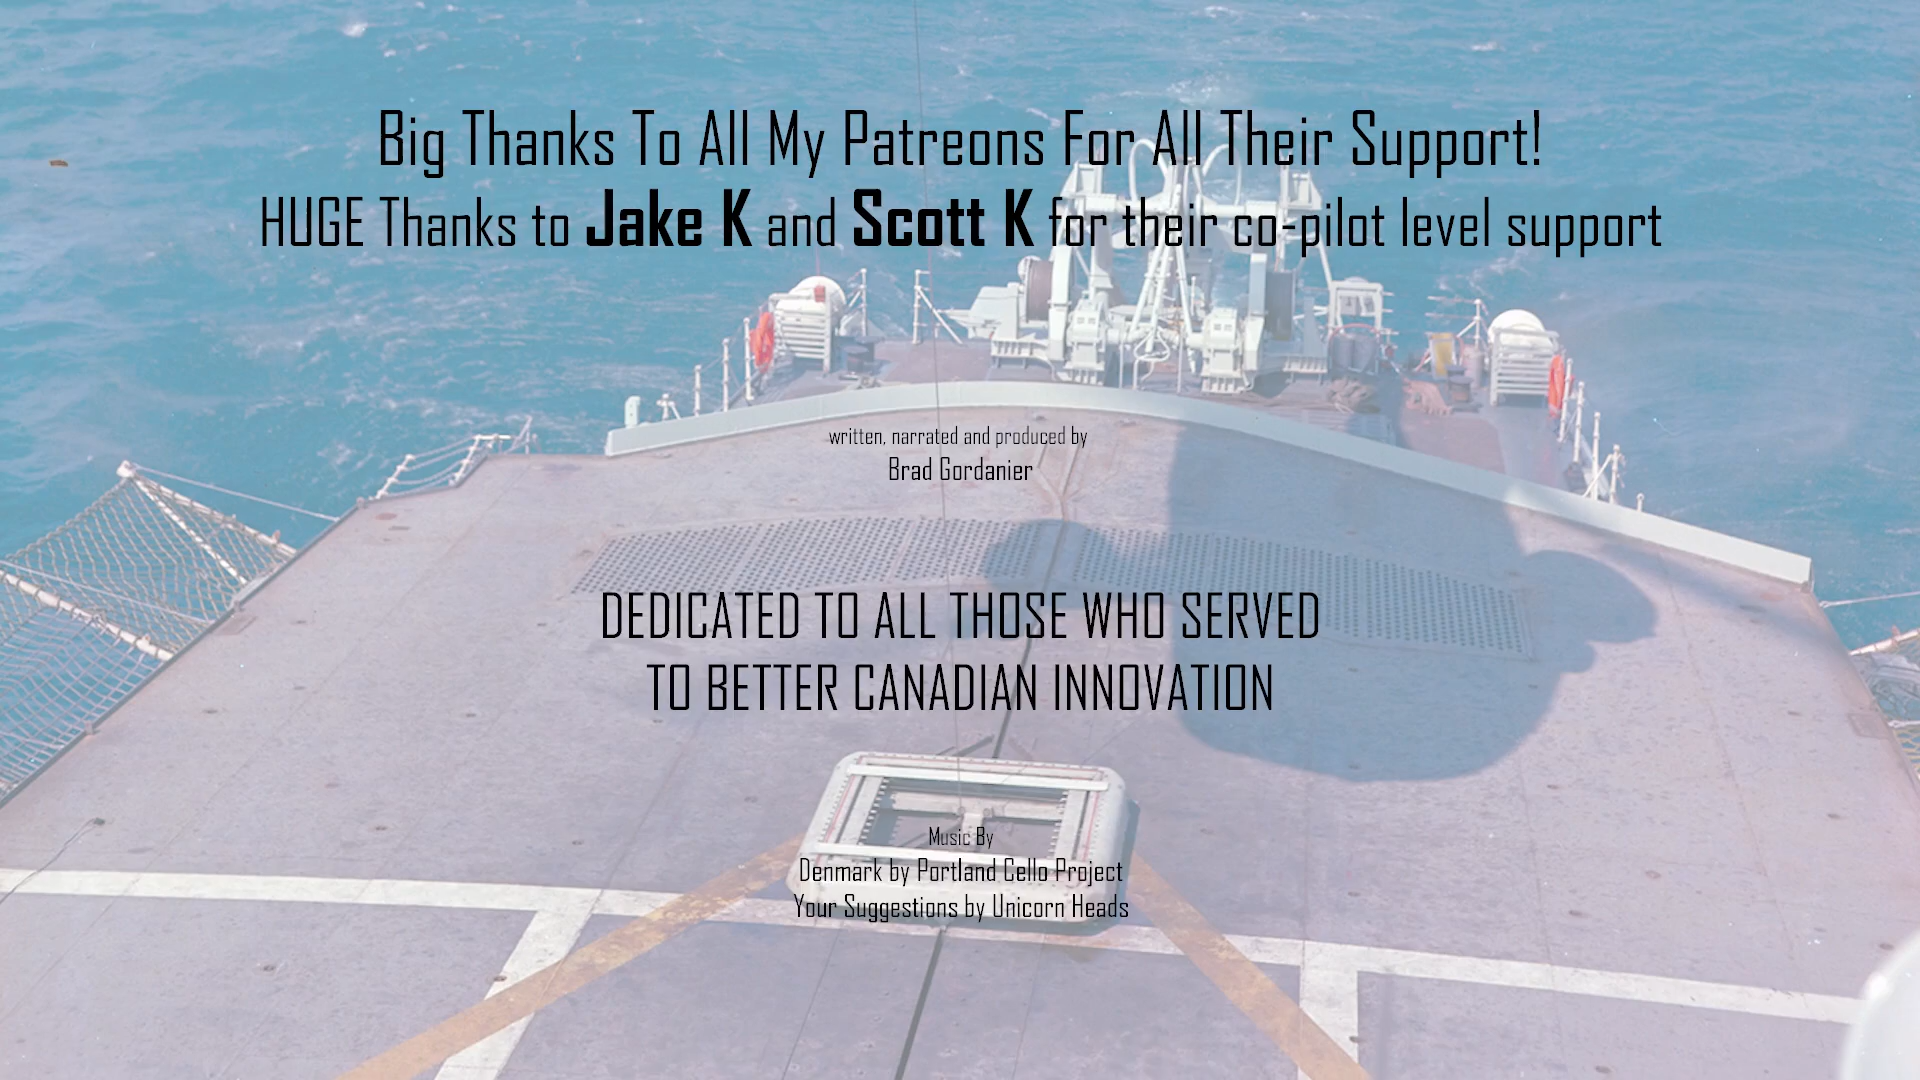 Big Thanks To All My Patreons For All Their Support!
HUGE Thanks to Jake K and Scott K for their co-pilot level support
written, narrated and produced by
Brad Gordanier
DEDICATED TO ALL THOSE WHO SERVED
TO BETTER CANADIAN INNOVATION
Music By
Denmark by Portland Cello Project
Your Suggestions by Unicorn Heads